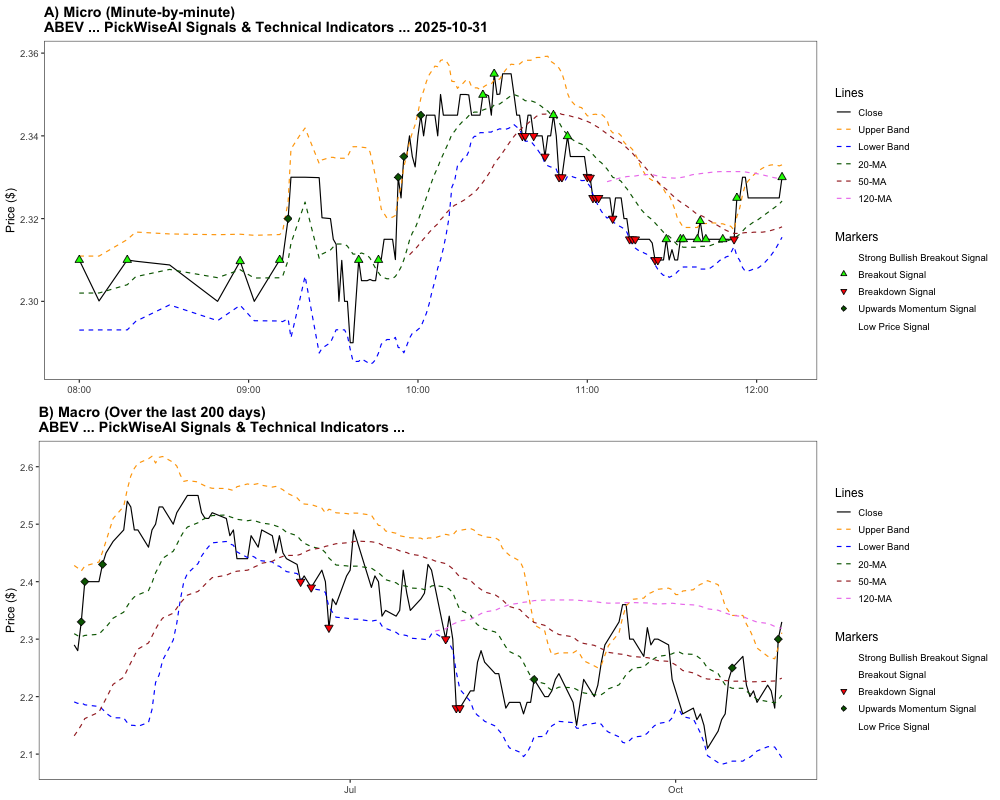 A) Micro (Minute-by-minute)
ABEV ... PickWiseAI Signals & Technical Indicators ... 2025-10-31
Price ($)
2.36
2.34
2.32
2.30
08:00
09:00
10:00
11:00
12:00
Lines
Close
Upper Band
Lower Band
20-MA
50-MA
120-MA
Markers
Strong Bullish Breakout Signal
Breakout Signal
Breakdown Signal
Upwards Momentum Signal
Low Price Signal
B) Macro (Over the last 200 days)
ABEV ... PickWiseAI Signals & Technical Indicators ...
Price ($)
2.6
2.5
2.4
2.3
2.2
2.1
Jul
Oct
Lines
Close
Upper Band
Lower Band
20-MA
50-MA
120-MA
Markers
Strong Bullish Breakout Signal
Breakout Signal
Breakdown Signal
Upwards Momentum Signal
Low Price Signal